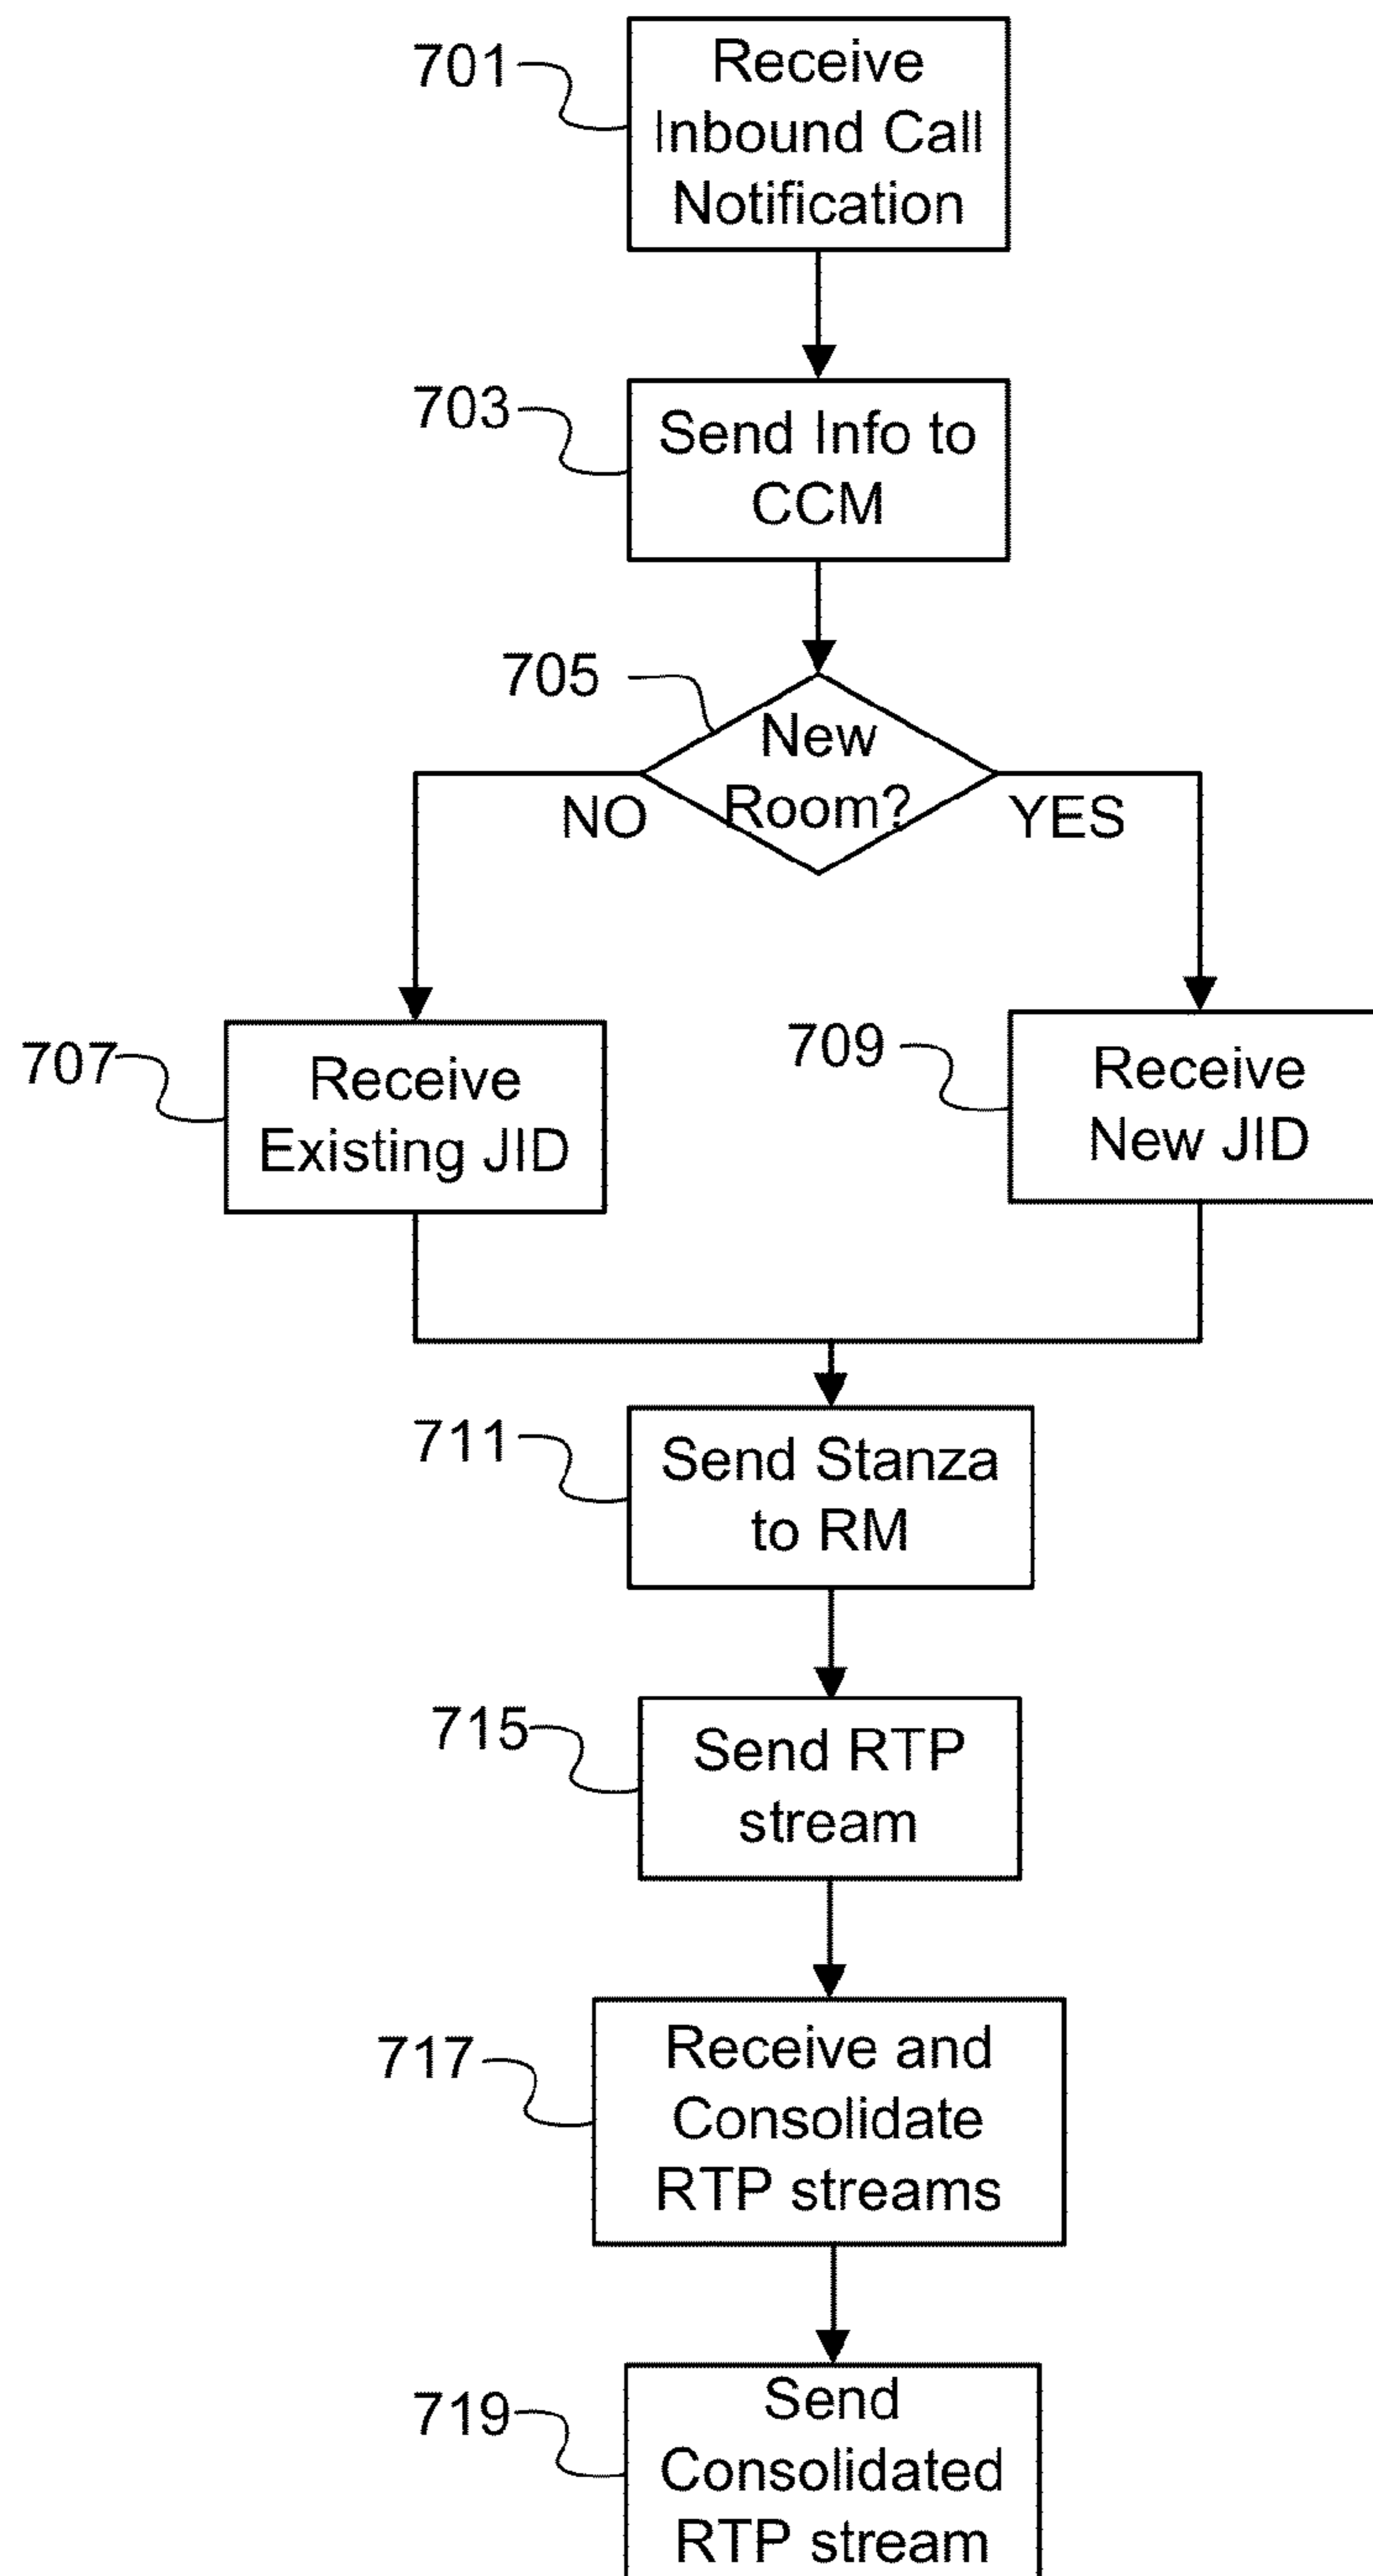 701
Receive
Inbound Call
Notification
703
Send Info to
CCM
705
New
Room?
NO
YES
707
Receive
Existing JID
709
Receive
New JID
711
Send Stanza
to RM
715
Send RTP
stream
717
Receive and
Consolidate
RTP streams
719
Send
Consolidated
RTP stream